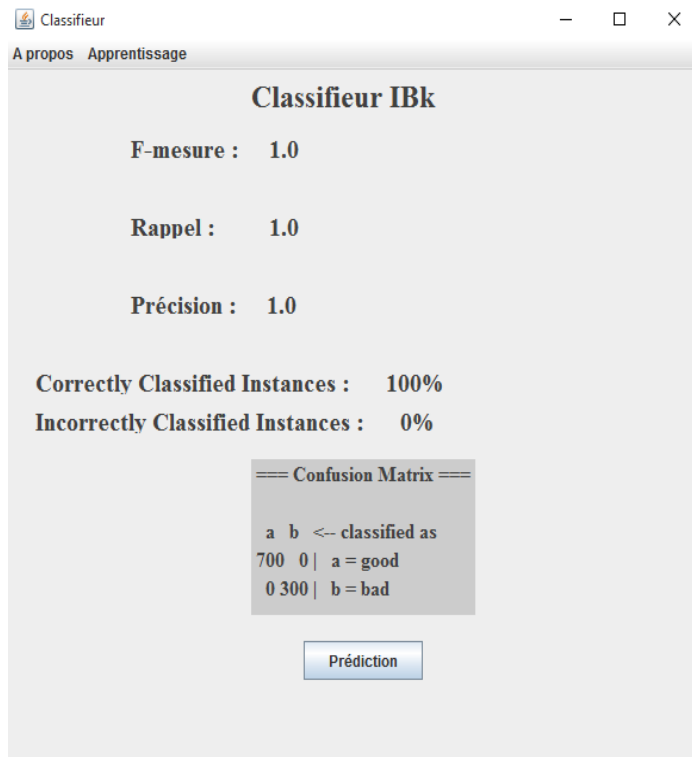 Classifieur
A propos Apprentissage
Classifieur IBk
F-mesure : 1.0
Rappel : 1.0
Précision : 1.0
Correctly Classified Instances : 100%
Incorrectly Classified Instances : 0%
=== Confusion Matrix ===
a b <-- classified as
700 0 | a = good
0 300 | b = bad
Prédiction